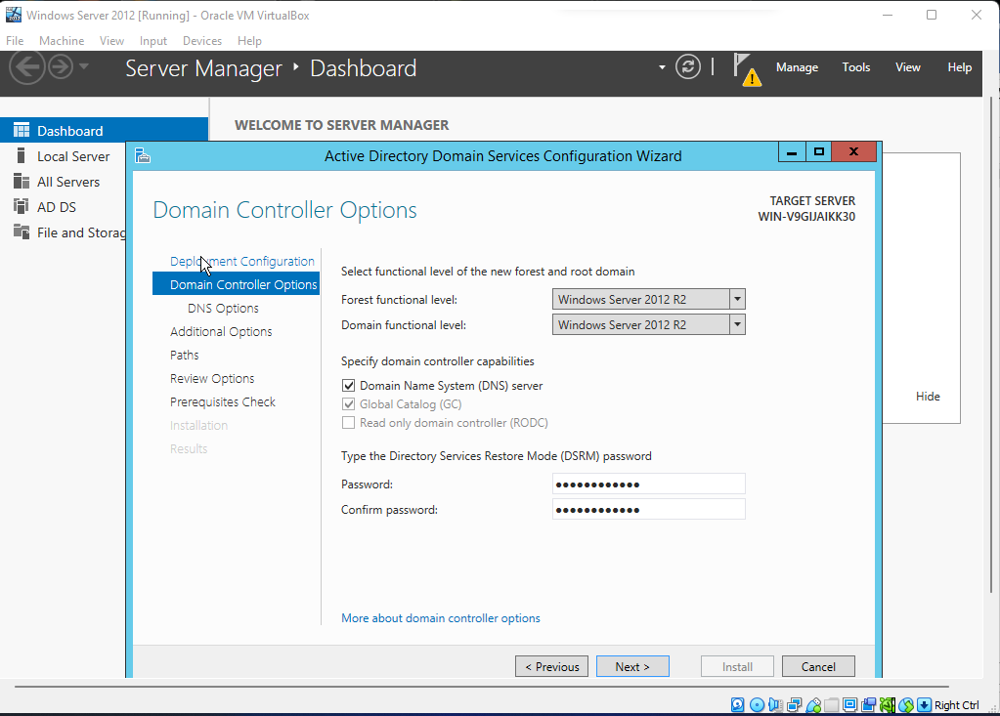 Windows Server 2012 [Running] - Oracle VM VirtualBox
File Machine View Input Devices Help
Server Manager ‣ Dashboard
Manage Tools View Help
Dashboard
Local Server
All Servers
AD DS
File and Storag
WELCOME TO SERVER MANAGER
Hide
Active Directory Domain Services Configuration Wizard
Domain Controller Options
TARGET SERVER
WIN-V9GIJAIKK30
Deployment Configuration
Domain Controller Options
DNS Options
Additional Options
Paths
Review Options
Prerequisites Check
Installation
Results
Select functional level of the new forest and root domain
Forest functional level: Windows Server 2012 R2
Domain functional level: Windows Server 2012 R2
Specify domain controller capabilities
Domain Name System (DNS) server
Global Catalog (GC)
Read only domain controller (RODC)
Type the Directory Services Restore Mode (DSRM) password
Password: ●●●●●●●●●●●●
Confirm password: ●●●●●●●●●●●●
More about domain controller options
< Previous Next > Install Cancel
Right Ctrl